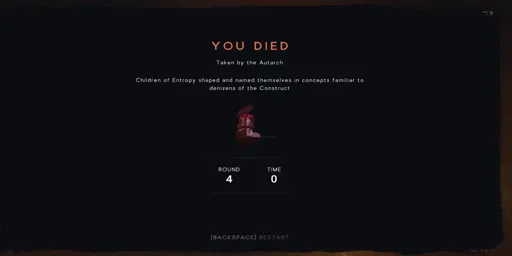 YOU DIED
Taken by the Autarch
Children of Entropy shaped and named themselves in concepts familiar to
denizens of the Construct.
ROUND
TIME
4
0
[BACKSPACE] RESTART